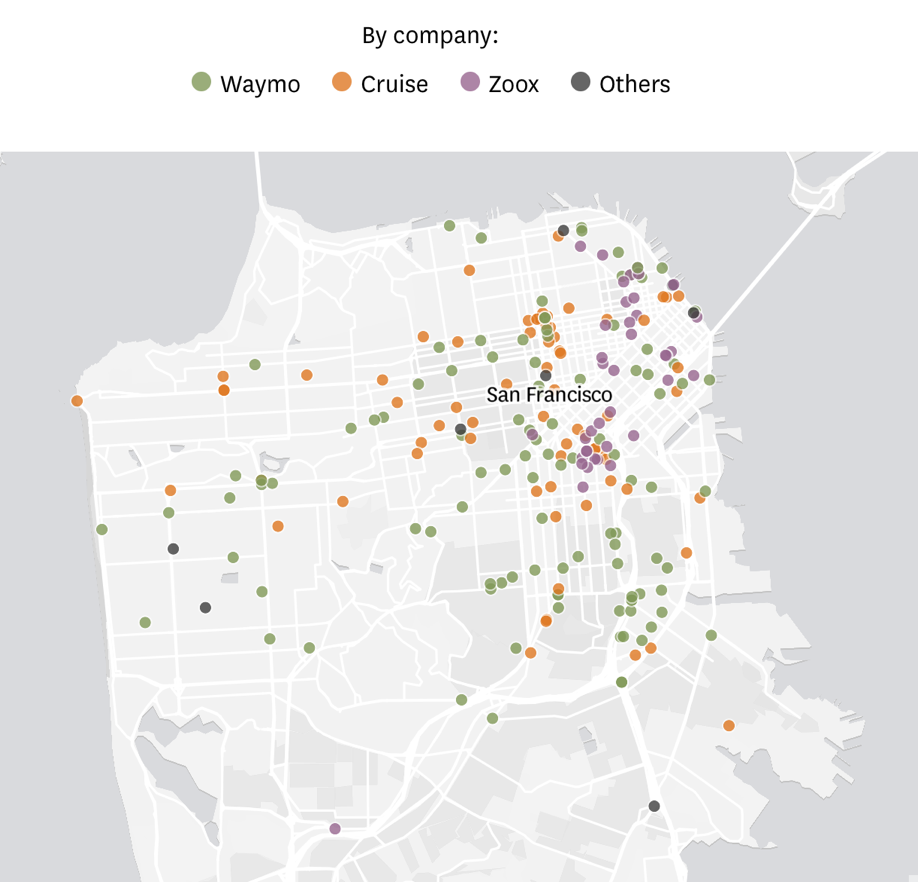 By company:
Waymo Cruise Zoox Others
San Francisco